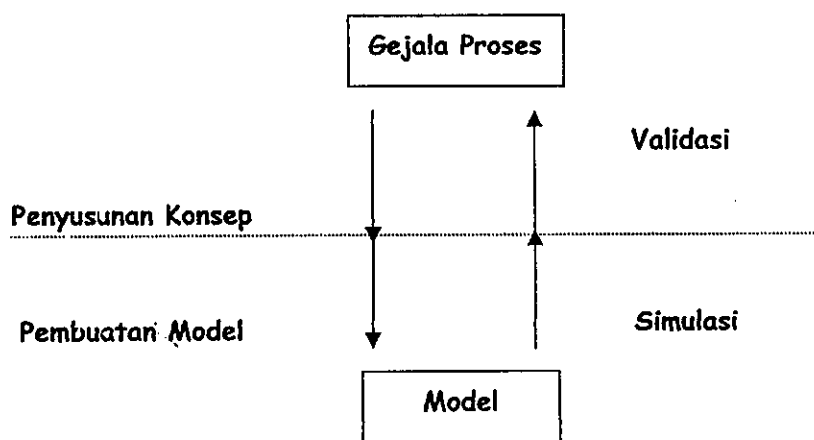 Gejala Proses
Validasi
Penyusunan Konsep
Pembuatan Model
Simulasi
Model